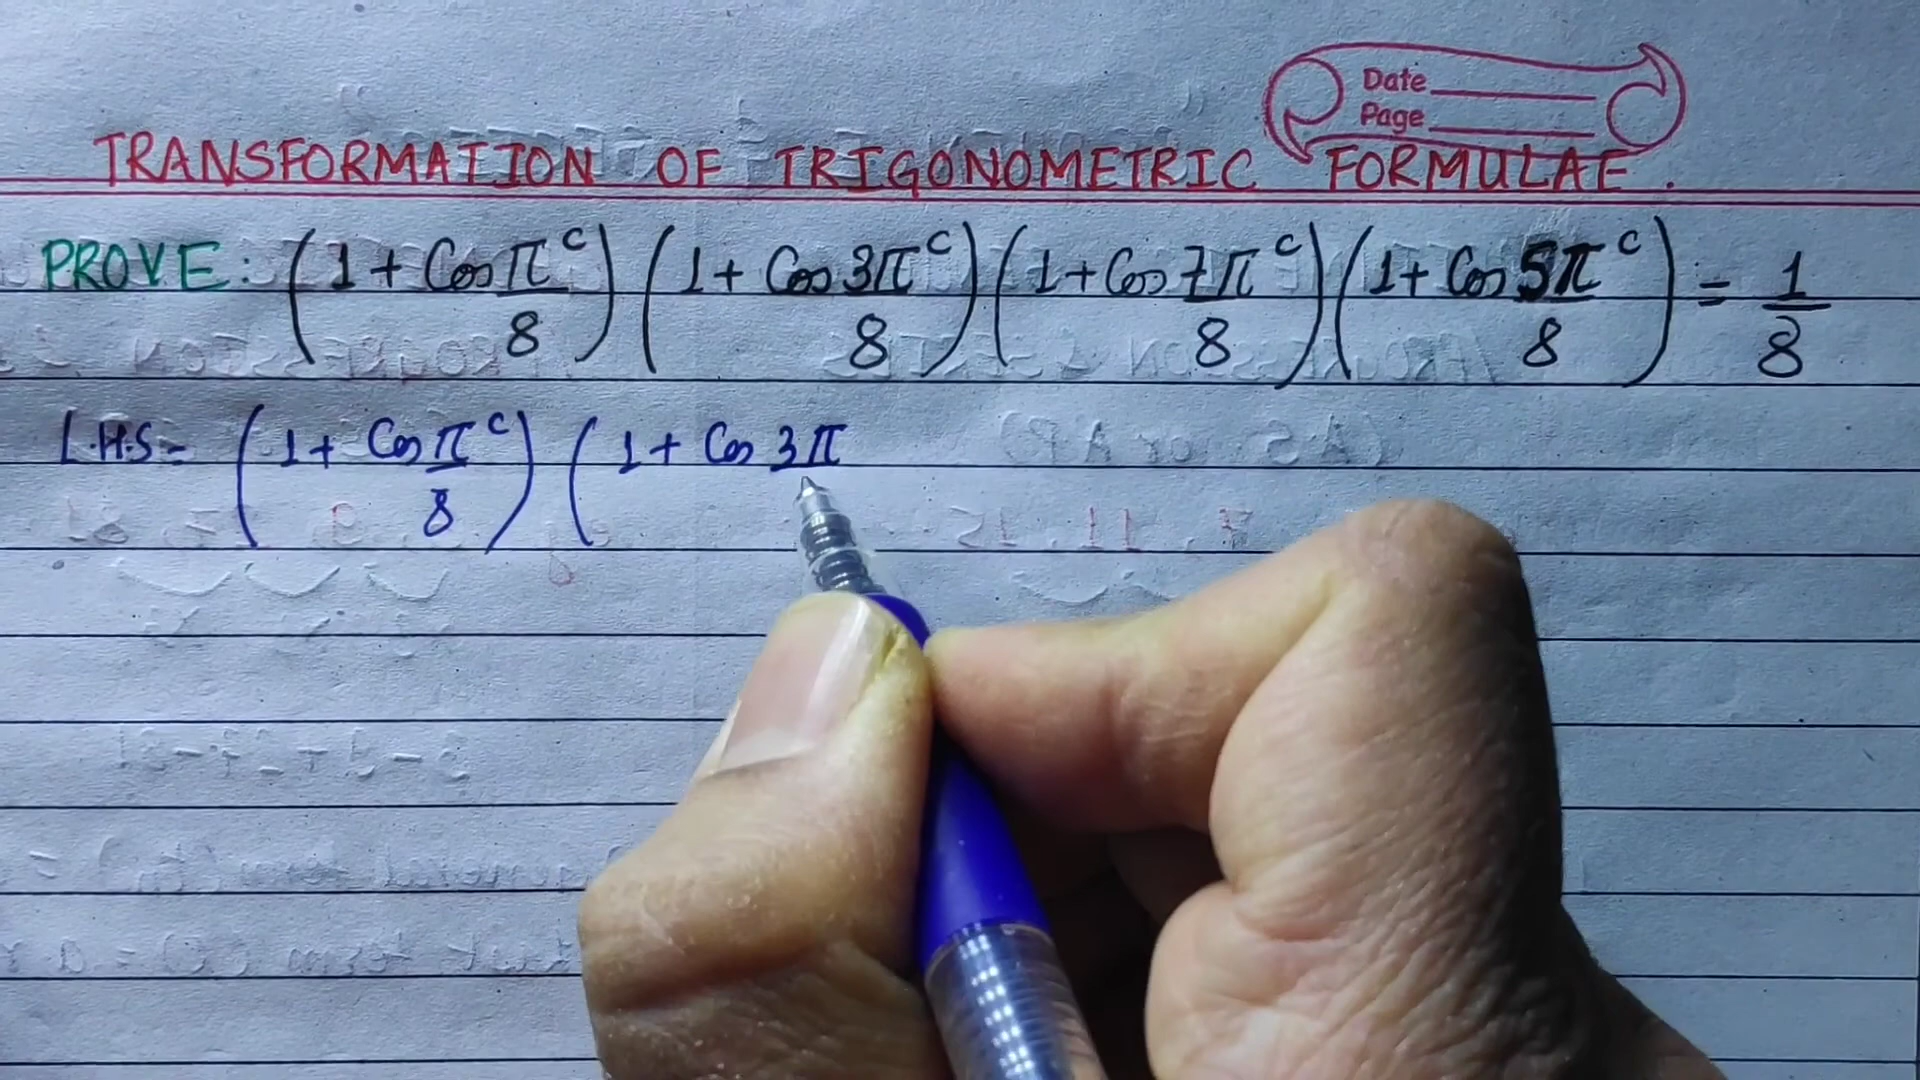 Date
Page
TRANSFORMATION OF TRIGONOMETRIC FORMULAE.
PROVE: (1 + Cos π^c/8) (1 + Cos 3π^c/8) (1 + Cos 7π^c/8) (1 + Cos 5π^c/8) = 1/8
L.H.S = (1 + Cos π^c/8) (1 + Cos 3π